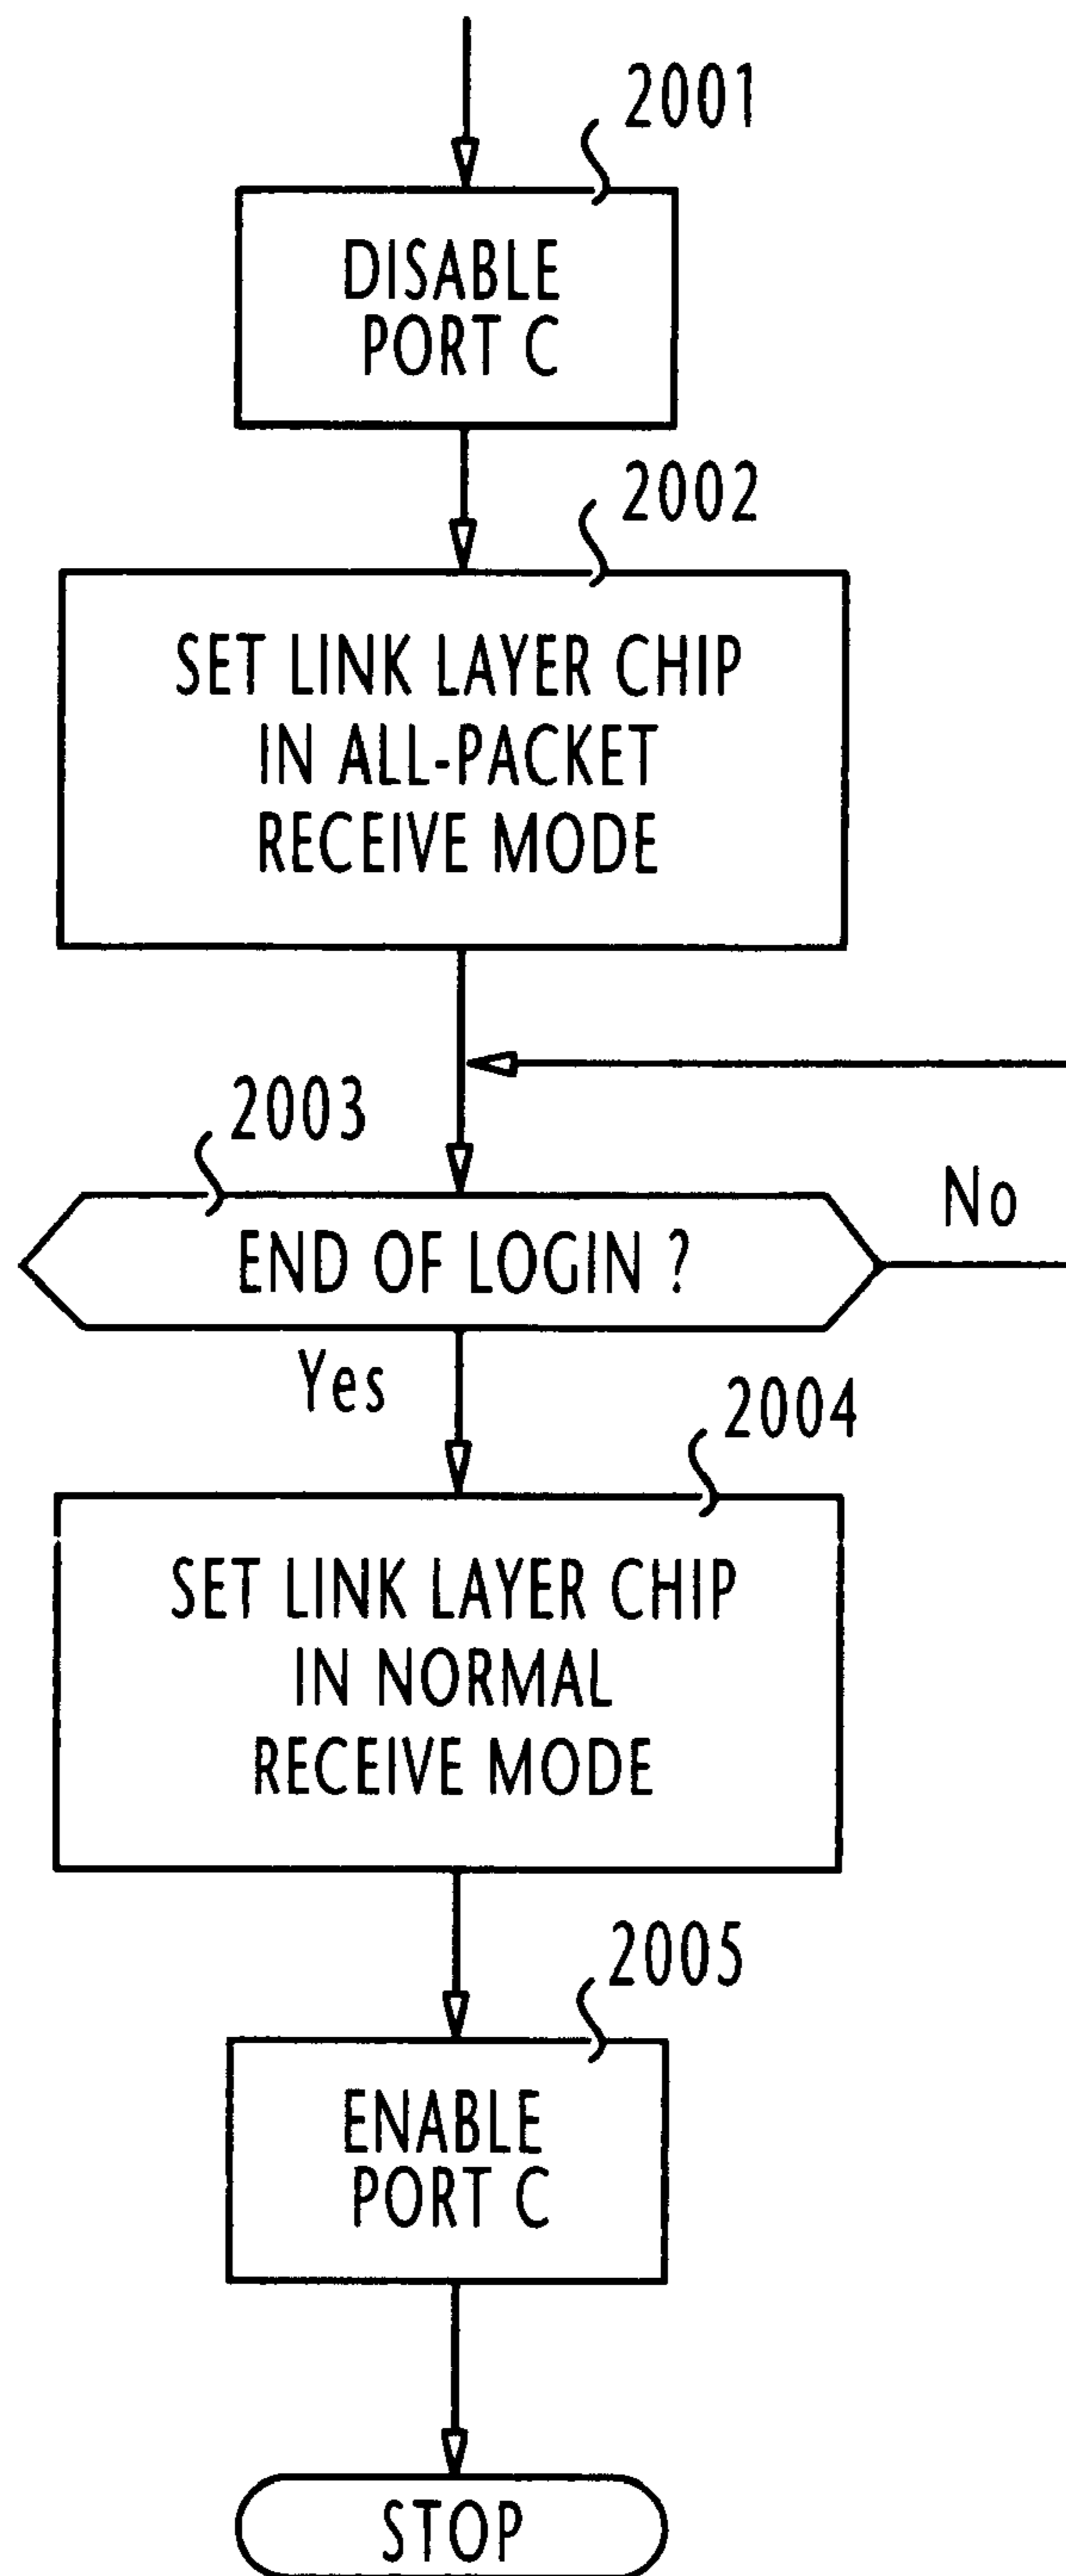 2001
DISABLE
PORT C
2002
SET LINK LAYER CHIP
IN ALL-PACKET
RECEIVE MODE
2003
END OF LOGIN ?
No
Yes
2004
SET LINK LAYER CHIP
IN NORMAL
RECEIVE MODE
2005
ENABLE
PORT C
STOP